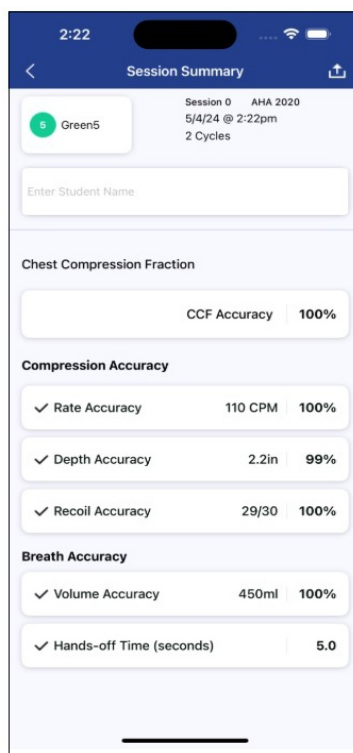 2:22
Session Summary
5 Green5
Session 0 AHA 2020
5/4/24 @ 2:22pm
2 Cycles
Enter Student Name
Chest Compression Fraction
CCF Accuracy 100%
Compression Accuracy
Rate Accuracy 110 CPM 100%
Depth Accuracy 2.2in 99%
Recoil Accuracy 29/30 100%
Breath Accuracy
Volume Accuracy 450ml 100%
Hands-off Time (seconds) 5.0